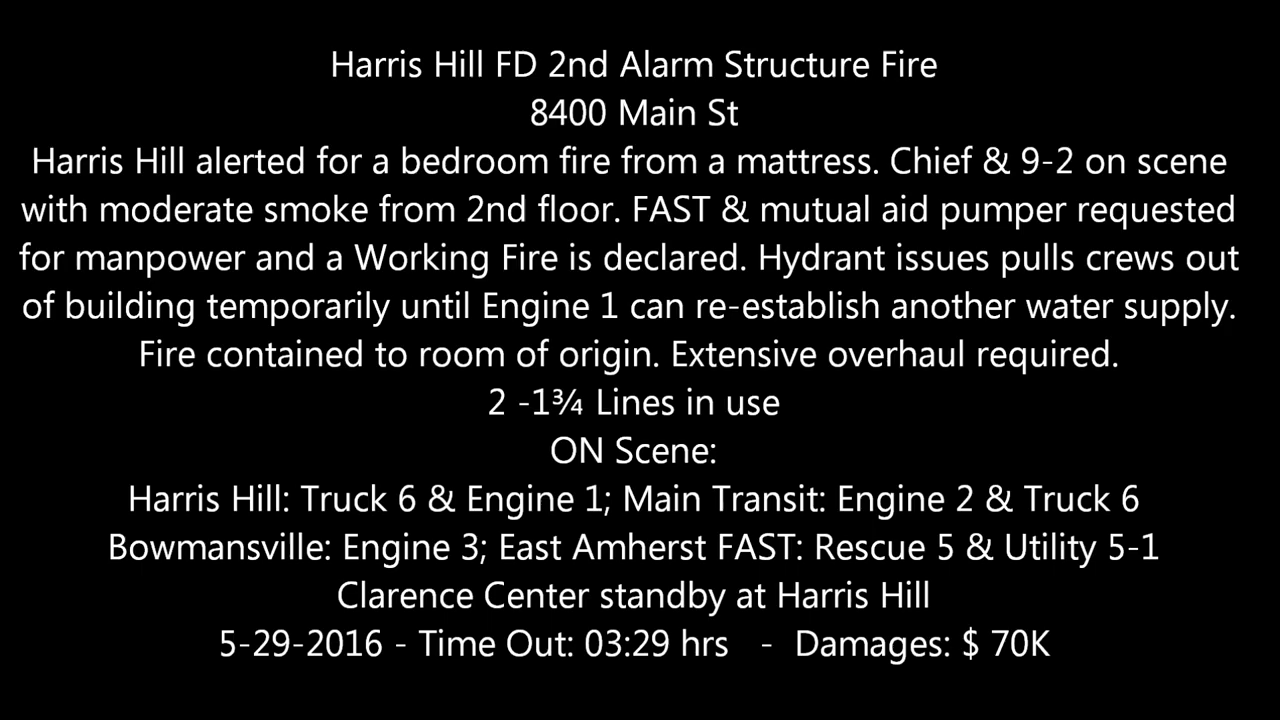 Harris Hill FD 2nd Alarm Structure Fire
8400 Main St
Harris Hill alerted for a bedroom fire from a mattress. Chief & 9-2 on scene
with moderate smoke from 2nd floor. FAST & mutual aid pumper requested
for manpower and a Working Fire is declared. Hydrant issues pulls crews out
of building temporarily until Engine 1 can re-establish another water supply.
Fire contained to room of origin. Extensive overhaul required.
2 -1¾ Lines in use
ON Scene:
Harris Hill: Truck 6 & Engine 1; Main Transit: Engine 2 & Truck 6
Bowmansville: Engine 3; East Amherst FAST: Rescue 5 & Utility 5-1
Clarence Center standby at Harris Hill
5-29-2016 - Time Out: 03:29 hrs   -  Damages: $ 70K